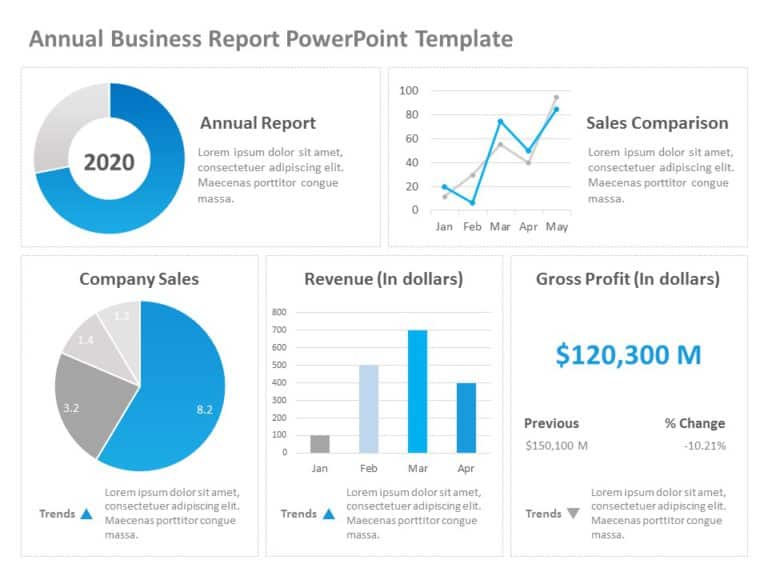 Annual Business Report PowerPoint Template
2020
Annual Report
Lorem ipsum dolor sit amet,
consectetuer adipiscing elit.
Maecenas porttitor congue
massa.
100
80
60
40
20
0
Jan Feb Mar Apr May
Sales Comparison
Lorem ipsum dolor sit amet,
consectetuer adipiscing elit.
Maecenas porttitor congue
massa.
Company Sales
1.2
1.4
3.2
8.2
Trends
Lorem ipsum dolor sit amet,
consectetuer adipiscing elit.
Maecenas porttitor congue
massa.
Revenue (In dollars)
800
700
600
500
400
300
200
100
0
Jan Feb Mar Apr
Trends
Lorem ipsum dolor sit amet,
consectetuer adipiscing elit.
Maecenas porttitor congue
massa.
Gross Profit (In dollars)
$120,300 M
Previous % Change
$150,100 M -10.21%
Trends
Lorem ipsum dolor sit amet,
consectetuer adipiscing elit.
Maecenas porttitor congue
massa.